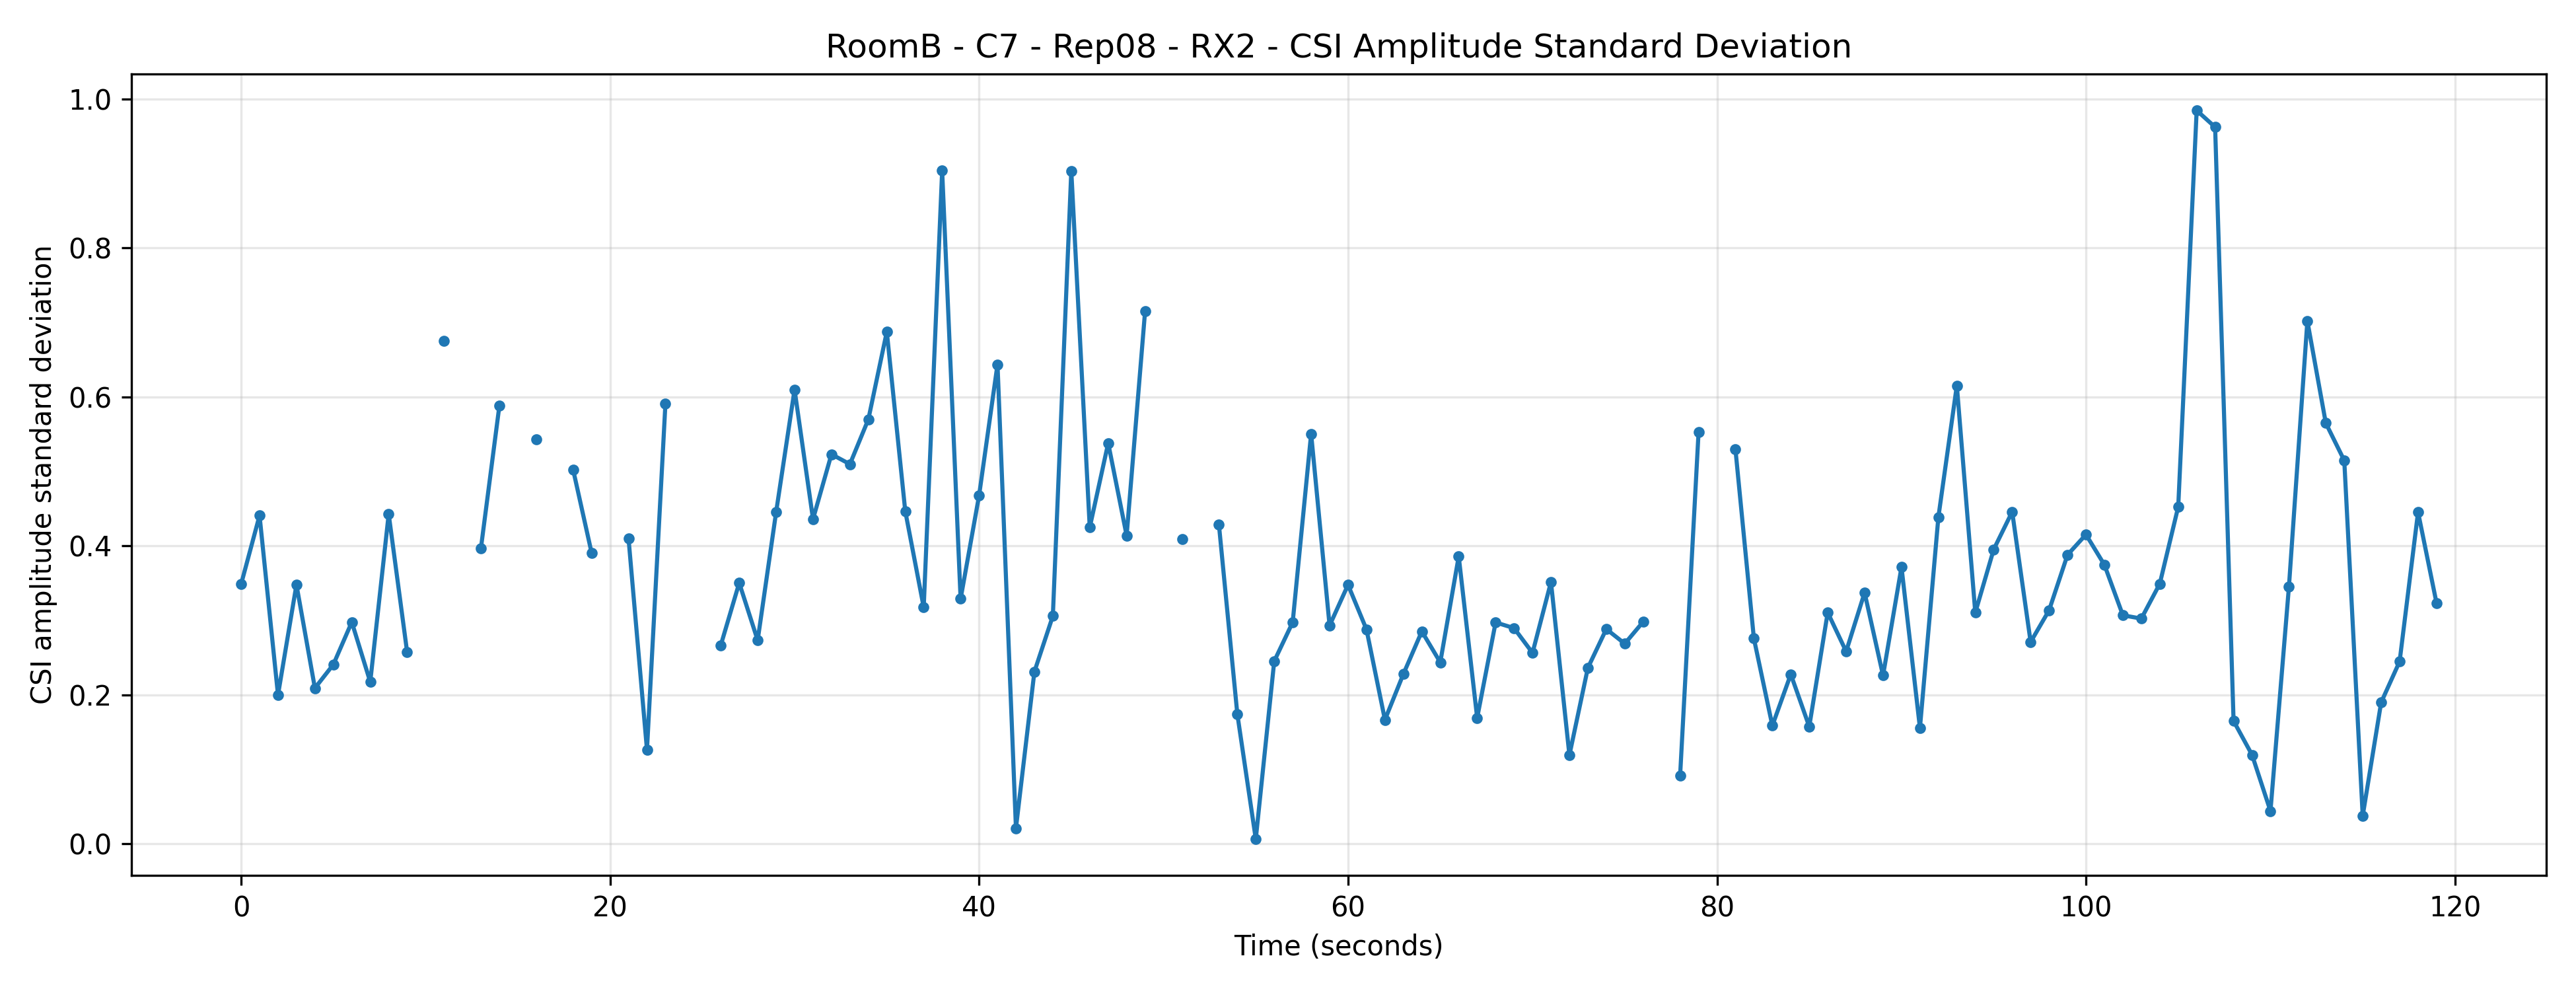 RoomB - C7 - Rep08 - RX2 - CSI Amplitude Standard Deviation
CSI amplitude standard deviation
1.0
0.8
0.6
0.4
0.2
0.0
0 20 40 60 80 100 120
Time (seconds)